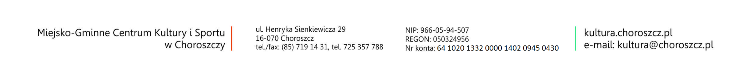 Miejsko-Gminne Centrum Kultury i Sportu
w Choroszczy
ul. Henryka Sienkiewicza 29
16-070 Choroszcz
tel./fax: (85) 719 14 31, tel. 725 357 788
NIP: 966-05-94-507
REGON: 050324956
Nr konta: 64 1020 1332 0000 1402 0945 0430
kultura.choroszcz.pl
e-mail: kultura@choroszcz.pl